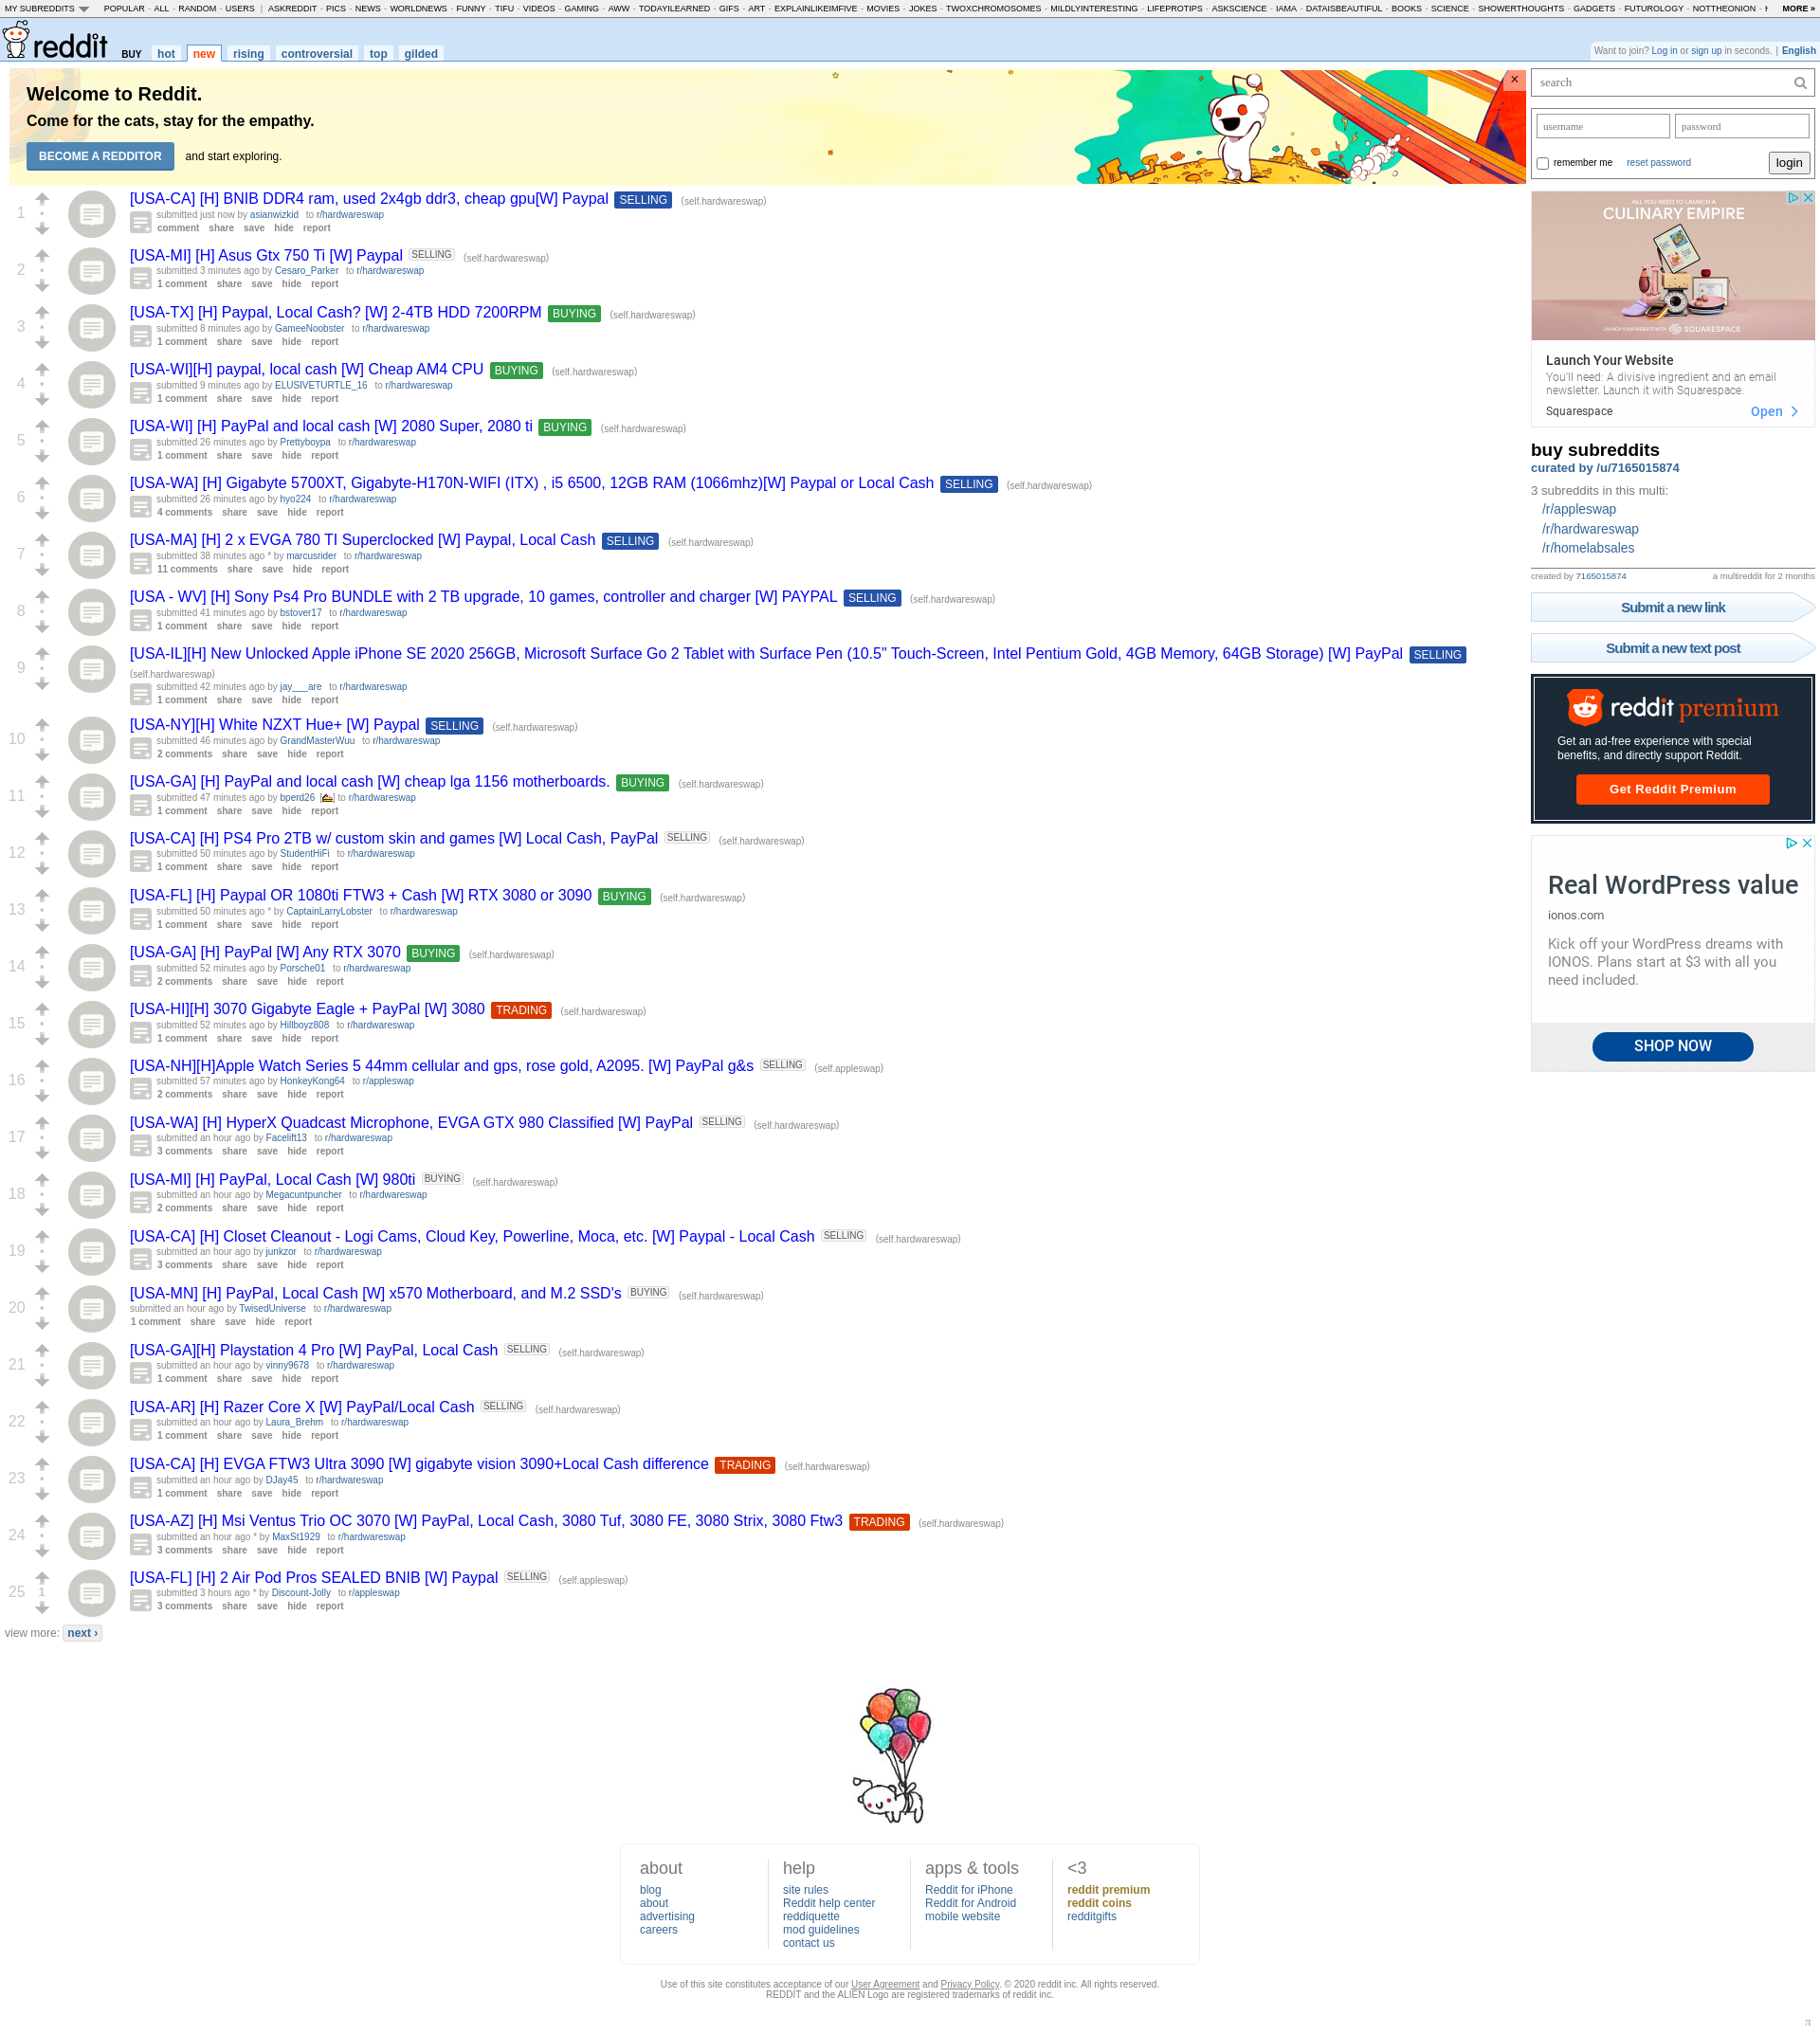 MY SUBREDDITS POPULAR - ALL - RANDOM - USERS | ASKREDDIT - PICS - NEWS - WORLDNEWS - FUNNY - TIFU - VIDEOS - GAMING - AWW - TODAYILEARNED - GIFS - ART - EXPLAINLIKEIMFIVE - MOVIES - JOKES - TWOXCHROMOSOMES - MILDLYINTERESTING - LIFEPROTIPS - ASKSCIENCE - IAMA - DATAISBEAUTIFUL - BOOKS - SCIENCE - SHOWERTHOUGHTS - GADGETS - FUTUROLOGY - NOTTHEONION - MORE »
reddit BUY hot new rising controversial top gilded
Want to join? Log in or sign up in seconds. | English
Welcome to Reddit.
Come for the cats, stay for the empathy.
BECOME A REDDITOR and start exploring.
×
1
[USA-CA] [H] BNIB DDR4 ram, used 2x4gb ddr3, cheap gpu[W] Paypal SELLING (self.hardwareswap)
submitted just now by asianwizkid to r/hardwareswap
comment share save hide report
2
[USA-MI] [H] Asus Gtx 750 Ti [W] Paypal SELLING (self.hardwareswap)
submitted 3 minutes ago by Cesaro_Parker to r/hardwareswap
1 comment share save hide report
3
[USA-TX] [H] Paypal, Local Cash? [W] 2-4TB HDD 7200RPM BUYING (self.hardwareswap)
submitted 8 minutes ago by GameeNoobster to r/hardwareswap
1 comment share save hide report
4
[USA-WI][H] paypal, local cash [W] Cheap AM4 CPU BUYING (self.hardwareswap)
submitted 9 minutes ago by ELUSIVETURTLE_16 to r/hardwareswap
1 comment share save hide report
5
[USA-WI] [H] PayPal and local cash [W] 2080 Super, 2080 ti BUYING (self.hardwareswap)
submitted 26 minutes ago by Prettyboypa to r/hardwareswap
1 comment share save hide report
6
[USA-WA] [H] Gigabyte 5700XT, Gigabyte-H170N-WIFI (ITX) , i5 6500, 12GB RAM (1066mhz)[W] Paypal or Local Cash SELLING (self.hardwareswap)
submitted 26 minutes ago by hyo224 to r/hardwareswap
4 comments share save hide report
7
[USA-MA] [H] 2 x EVGA 780 TI Superclocked [W] Paypal, Local Cash SELLING (self.hardwareswap)
submitted 38 minutes ago * by marcusrider to r/hardwareswap
11 comments share save hide report
8
[USA - WV] [H] Sony Ps4 Pro BUNDLE with 2 TB upgrade, 10 games, controller and charger [W] PAYPAL SELLING (self.hardwareswap)
submitted 41 minutes ago by bstover17 to r/hardwareswap
1 comment share save hide report
9
[USA-IL][H] New Unlocked Apple iPhone SE 2020 256GB, Microsoft Surface Go 2 Tablet with Surface Pen (10.5" Touch-Screen, Intel Pentium Gold, 4GB Memory, 64GB Storage) [W] PayPal SELLING
(self.hardwareswap)
submitted 42 minutes ago by jay___are to r/hardwareswap
1 comment share save hide report
10
[USA-NY][H] White NZXT Hue+ [W] Paypal SELLING (self.hardwareswap)
submitted 46 minutes ago by GrandMasterWuu to r/hardwareswap
2 comments share save hide report
11
[USA-GA] [H] PayPal and local cash [W] cheap lga 1156 motherboards. BUYING (self.hardwareswap)
submitted 47 minutes ago by bperd26 [] to r/hardwareswap
1 comment share save hide report
12
[USA-CA] [H] PS4 Pro 2TB w/ custom skin and games [W] Local Cash, PayPal SELLING (self.hardwareswap)
submitted 50 minutes ago by StudentHiFi to r/hardwareswap
1 comment share save hide report
13
[USA-FL] [H] Paypal OR 1080ti FTW3 + Cash [W] RTX 3080 or 3090 BUYING (self.hardwareswap)
submitted 50 minutes ago * by CaptainLarryLobster to r/hardwareswap
1 comment share save hide report
14
[USA-GA] [H] PayPal [W] Any RTX 3070 BUYING (self.hardwareswap)
submitted 52 minutes ago by Porsche01 to r/hardwareswap
2 comments share save hide report
15
[USA-HI][H] 3070 Gigabyte Eagle + PayPal [W] 3080 TRADING (self.hardwareswap)
submitted 52 minutes ago by Hillboyz808 to r/hardwareswap
1 comment share save hide report
16
[USA-NH][H]Apple Watch Series 5 44mm cellular and gps, rose gold, A2095. [W] PayPal g&s SELLING (self.appleswap)
submitted 57 minutes ago by HonkeyKong64 to r/appleswap
2 comments share save hide report
17
[USA-WA] [H] HyperX Quadcast Microphone, EVGA GTX 980 Classified [W] PayPal SELLING (self.hardwareswap)
submitted an hour ago by Facelift13 to r/hardwareswap
3 comments share save hide report
18
[USA-MI] [H] PayPal, Local Cash [W] 980ti BUYING (self.hardwareswap)
submitted an hour ago by Megacuntpuncher to r/hardwareswap
2 comments share save hide report
19
[USA-CA] [H] Closet Cleanout - Logi Cams, Cloud Key, Powerline, Moca, etc. [W] Paypal - Local Cash SELLING (self.hardwareswap)
submitted an hour ago by junkzor to r/hardwareswap
3 comments share save hide report
20
[USA-MN] [H] PayPal, Local Cash [W] x570 Motherboard, and M.2 SSD's BUYING (self.hardwareswap)
submitted an hour ago by TwisedUniverse to r/hardwareswap
1 comment share save hide report
21
[USA-GA][H] Playstation 4 Pro [W] PayPal, Local Cash SELLING (self.hardwareswap)
submitted an hour ago by vinny9678 to r/hardwareswap
1 comment share save hide report
22
[USA-AR] [H] Razer Core X [W] PayPal/Local Cash SELLING (self.hardwareswap)
submitted an hour ago by Laura_Brehm to r/hardwareswap
1 comment share save hide report
23
[USA-CA] [H] EVGA FTW3 Ultra 3090 [W] gigabyte vision 3090+Local Cash difference TRADING (self.hardwareswap)
submitted an hour ago by DJay45 to r/hardwareswap
1 comment share save hide report
24
[USA-AZ] [H] Msi Ventus Trio OC 3070 [W] PayPal, Local Cash, 3080 Tuf, 3080 FE, 3080 Strix, 3080 Ftw3 TRADING (self.hardwareswap)
submitted an hour ago * by MaxSt1929 to r/hardwareswap
3 comments share save hide report
25 1
[USA-FL] [H] 2 Air Pod Pros SEALED BNIB [W] Paypal SELLING (self.appleswap)
submitted 3 hours ago * by Discount-Jolly to r/appleswap
3 comments share save hide report
view more: next ›
search
username password
remember me reset password login
ALL YOU NEED TO LAUNCH A
CULINARY EMPIRE
LAUNCH YOUR WEBSITE WITH SQUARESPACE
Launch Your Website
You'll need: A divisive ingredient and an email
newsletter. Launch it with Squarespace.
Squarespace Open
buy subreddits
curated by /u/7165015874
3 subreddits in this multi:
/r/appleswap
/r/hardwareswap
/r/homelabsales
created by 7165015874 a multireddit for 2 months
Submit a new link
Submit a new text post
reddit premium
Get an ad-free experience with special
benefits, and directly support Reddit.
Get Reddit Premium
Real WordPress value
ionos.com
Kick off your WordPress dreams with
IONOS. Plans start at $3 with all you
need included.
SHOP NOW
about
blog
about
advertising
careers
help
site rules
Reddit help center
reddiquette
mod guidelines
contact us
apps & tools
Reddit for iPhone
Reddit for Android
mobile website
<3
reddit premium
reddit coins
redditgifts
Use of this site constitutes acceptance of our User Agreement and Privacy Policy. © 2020 reddit inc. All rights reserved.
REDDIT and the ALIEN Logo are registered trademarks of reddit inc.
π